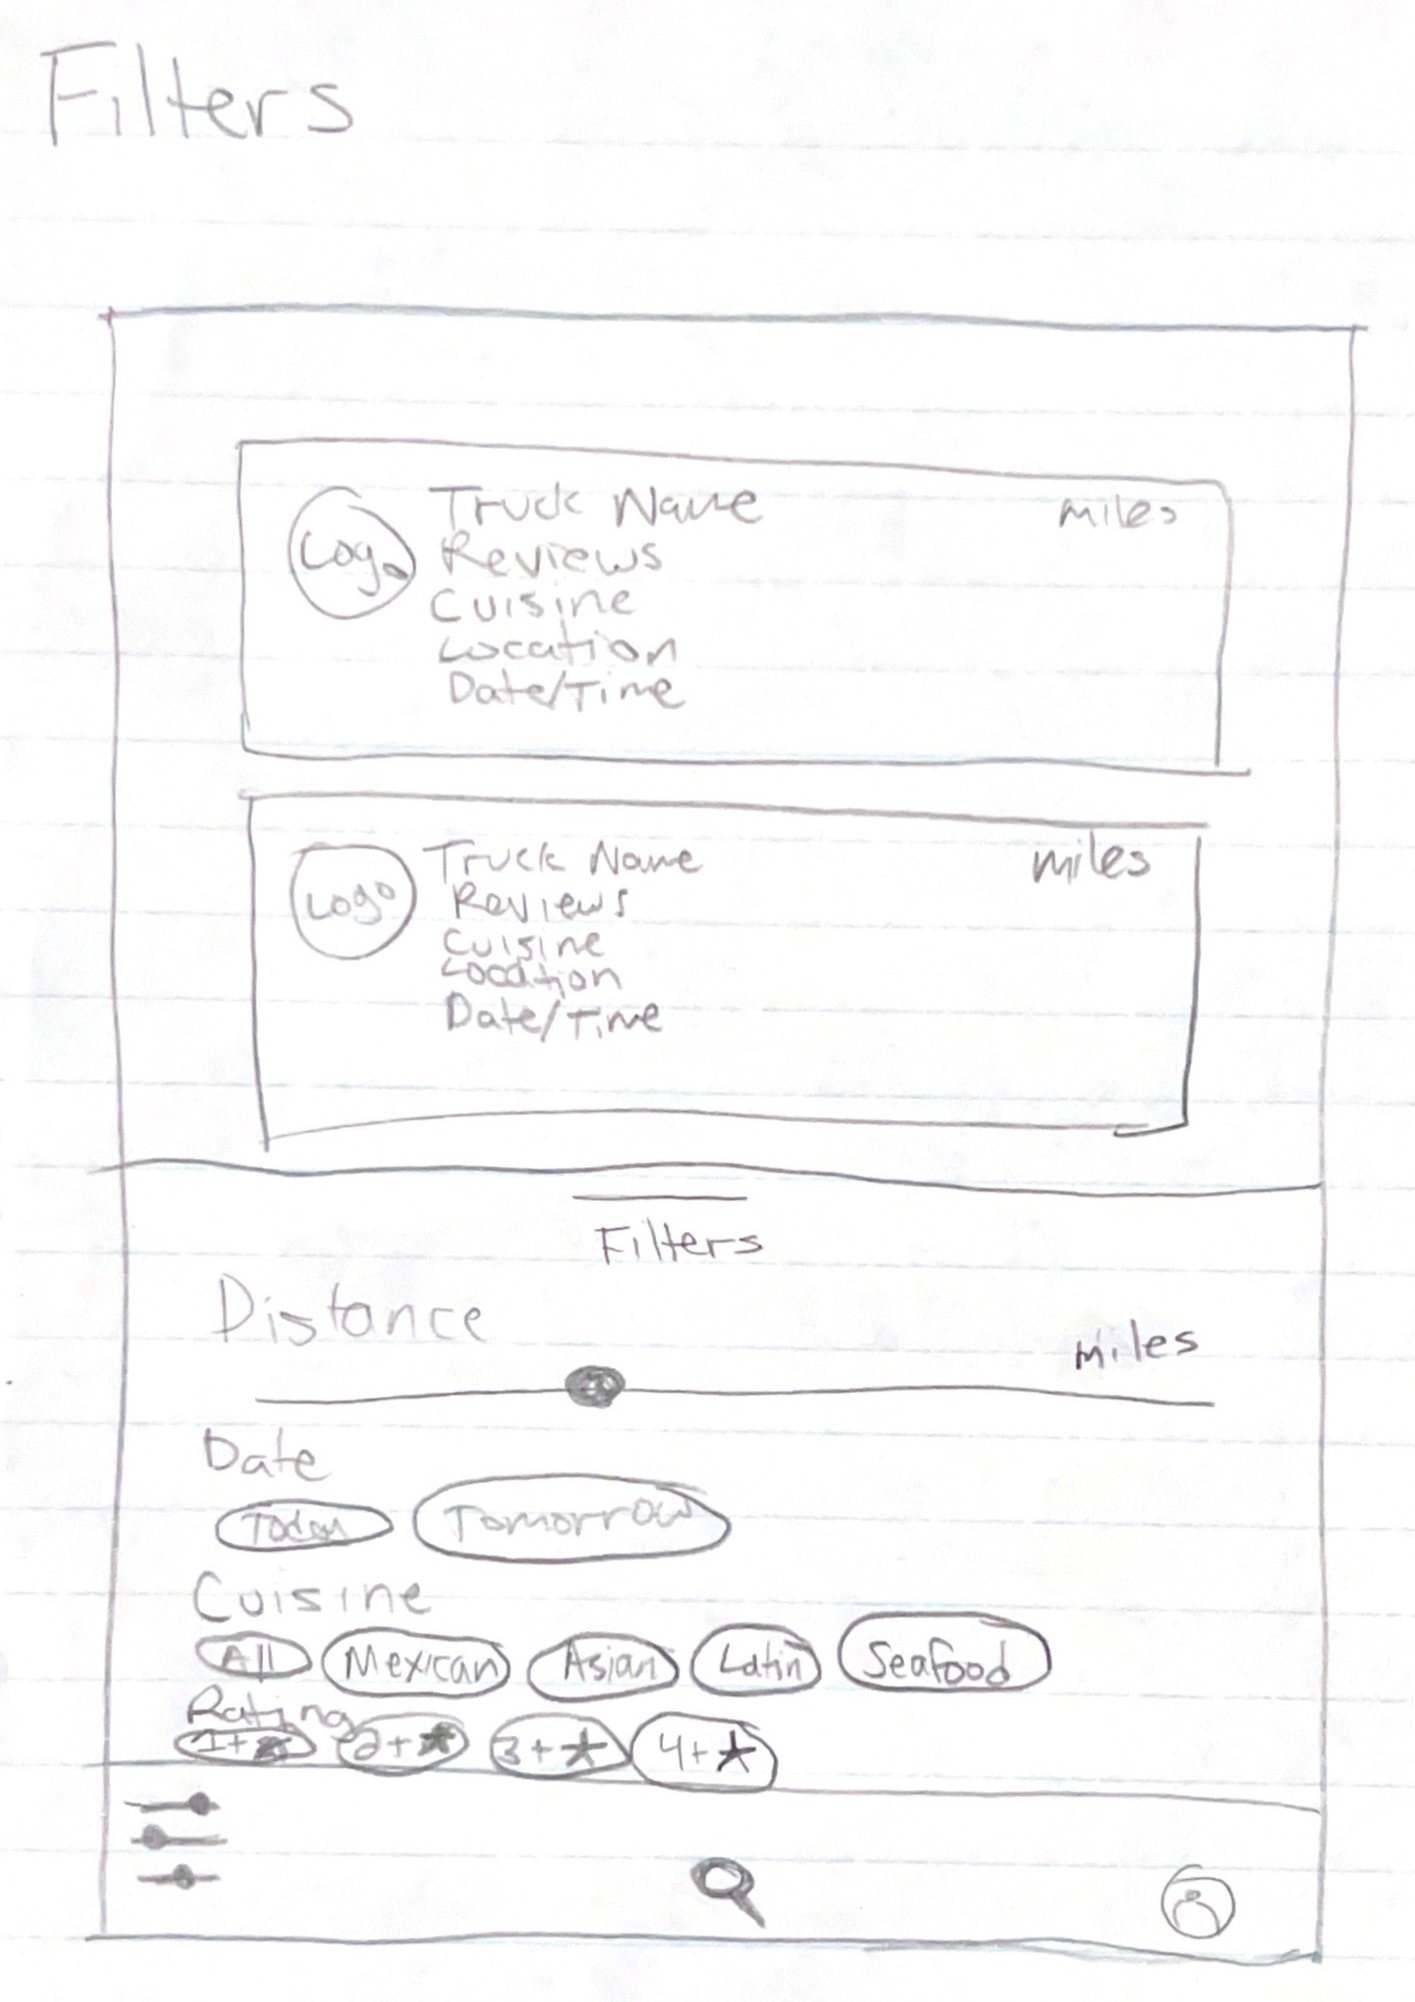 Filters
Truck Name miles
Logo Reviews
Cuisine
Location
Date/Time
Truck Name miles
Logo Reviews
Cuisine
Location
Date/Time
Filters
Distance
miles
Date
Today Tomorrow
Cuisine
All Mexican Asian Latin Seafood
Rating
1+★ 2+★ 3+★ 4+★